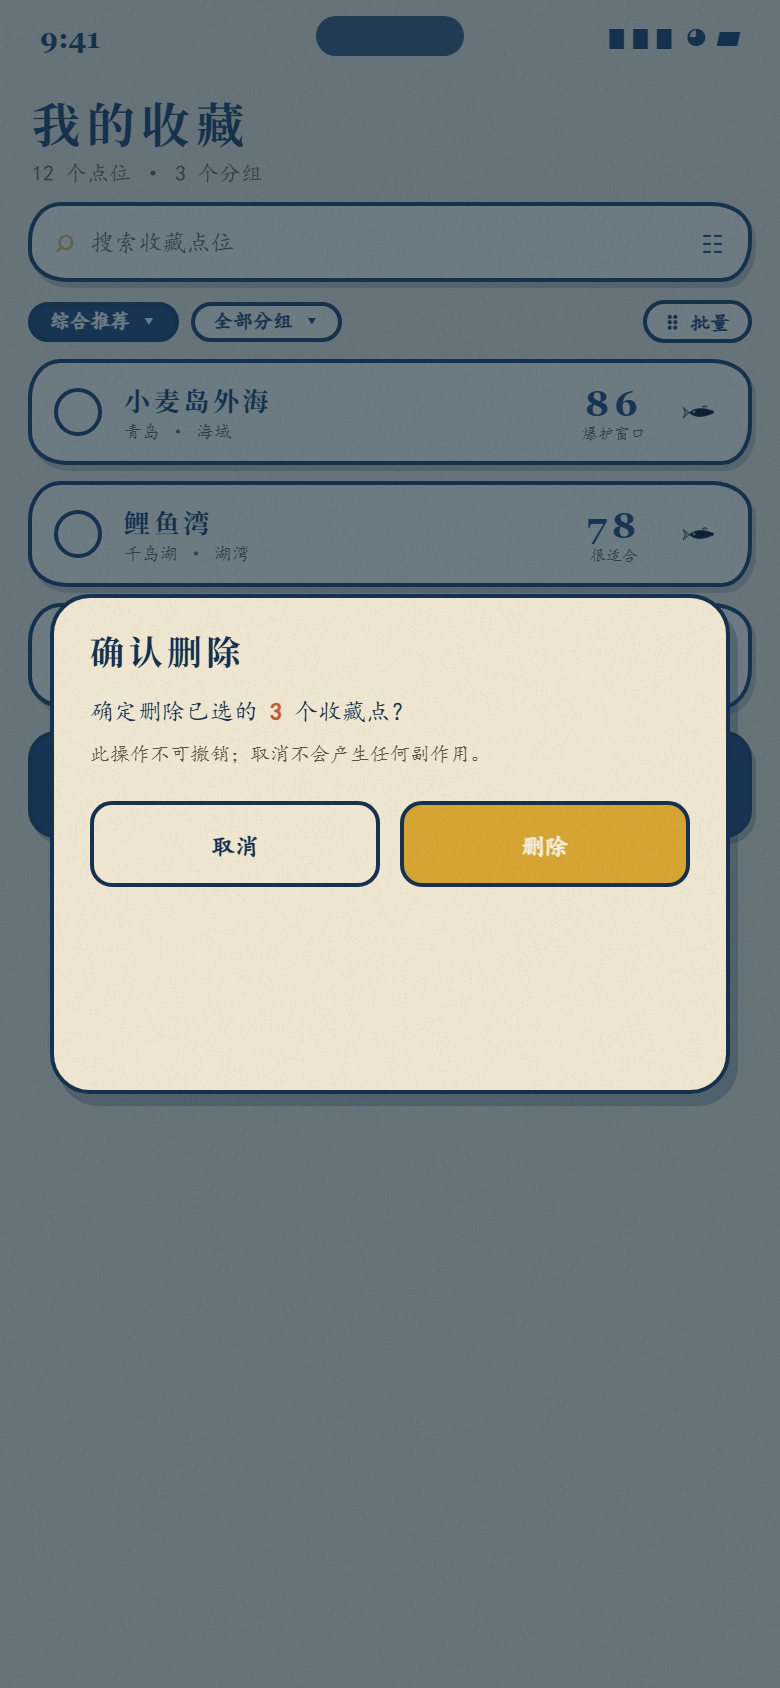 9:41
我的收藏
12 个点位 • 3 个分组
搜索收藏点位
综合推荐 ▼ 全部分组 ▼ 批量
小麦岛外海 86
青岛 • 海域 爆护窗口
鲤鱼湾 78
千岛湖 • 湖湾 很适合
确认删除
确定删除已选的 3 个收藏点?
此操作不可撤销; 取消不会产生任何副作用。
取消 删除